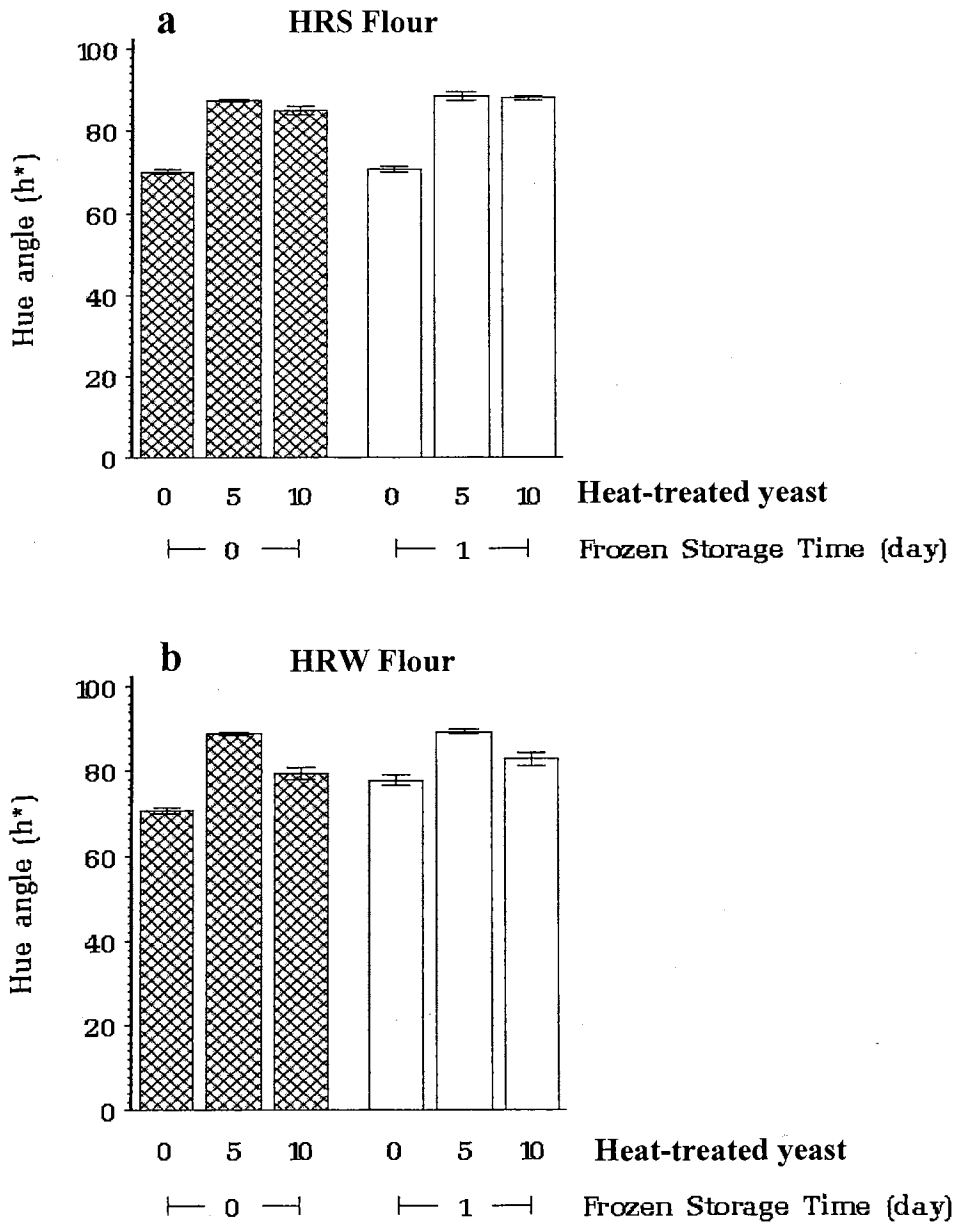 a HRS Flour
100
80
60
40
20
0
Hue angle (h*)
0 5 10 0 5 10 Heat-treated yeast
0 1 Frozen Storage Time (day)
b HRW Flour
100
80
60
40
20
0
Hue angle (h*)
0 5 10 0 5 10 Heat-treated yeast
0 1 Frozen Storage Time (day)